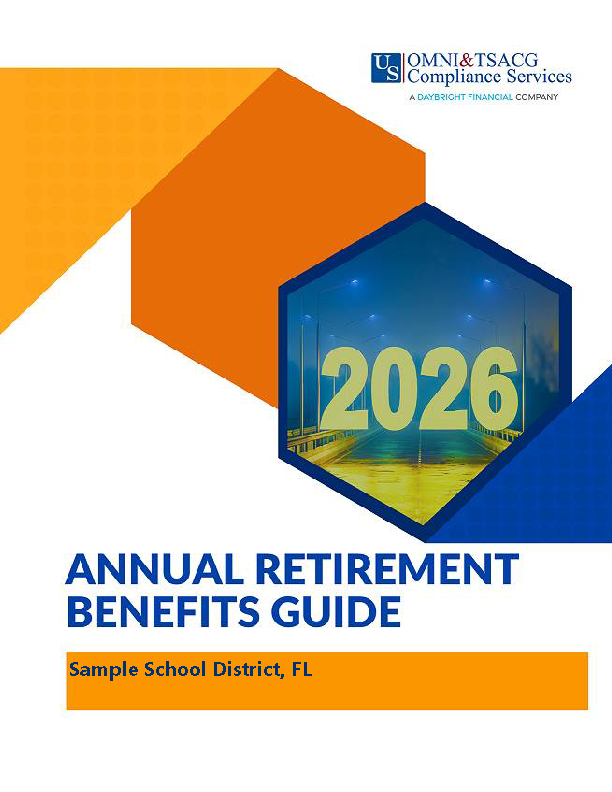 US OMNI&TSACG
Compliance Services
A DAYBRIGHT FINANCIAL COMPANY
2026
ANNUAL RETIREMENT
BENEFITS GUIDE
Sample School District, FL